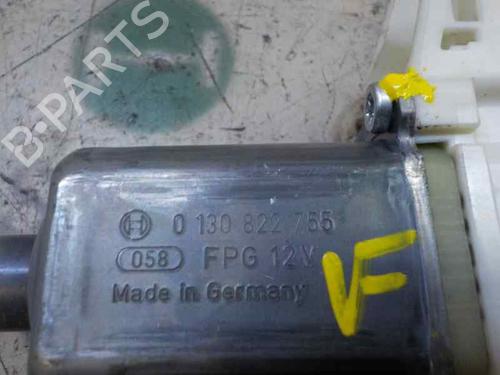 B-PARTS
0 130 822 755
058 FPG 12V
Made in Germany
VF